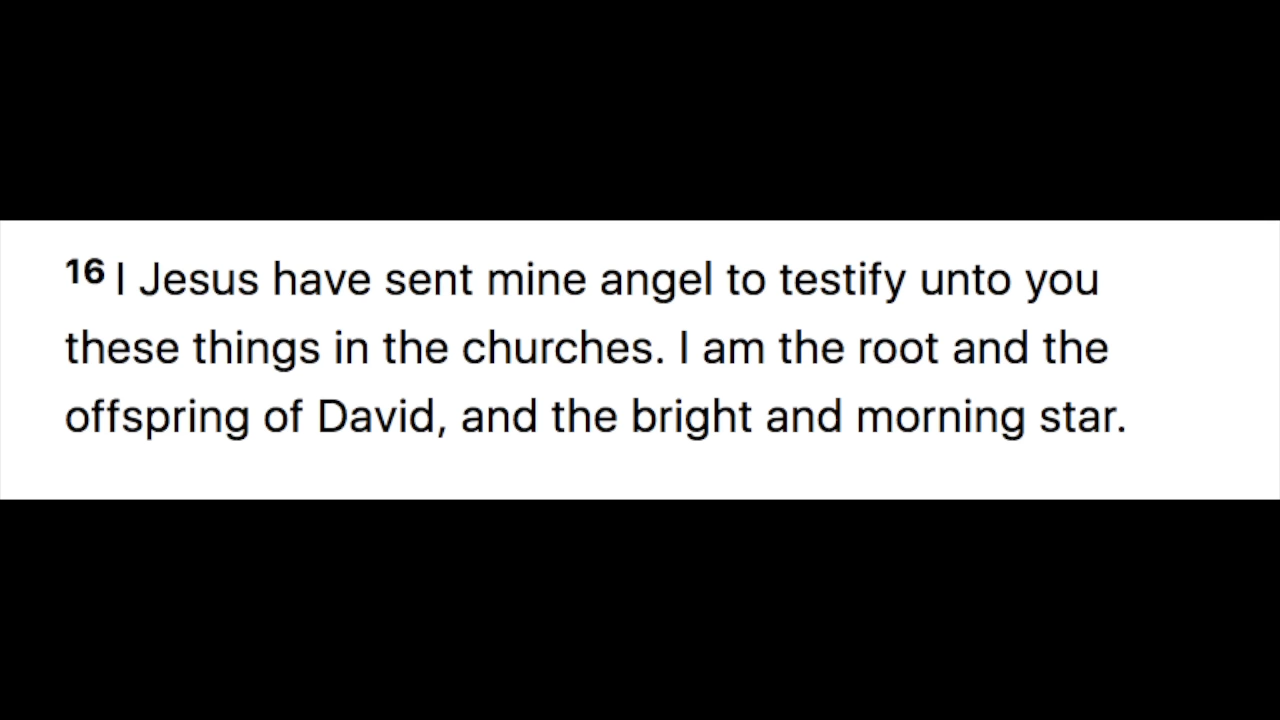 16 I Jesus have sent mine angel to testify unto you
these things in the churches. I am the root and the
offspring of David, and the bright and morning star.